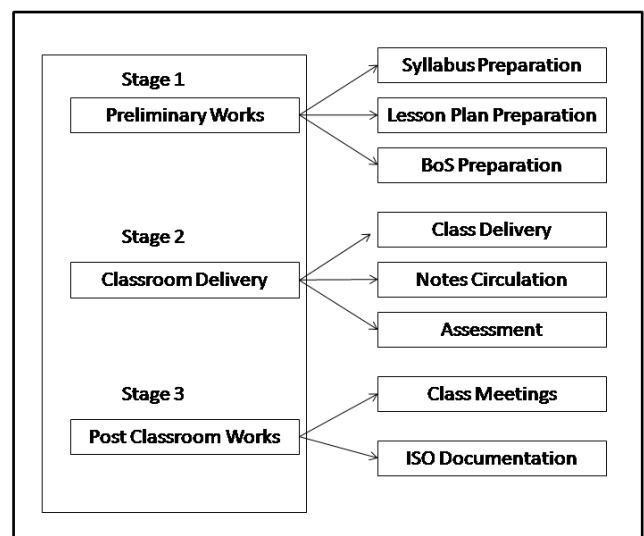 Stage 1
Preliminary Works
Syllabus Preparation
Lesson Plan Preparation
BoS Preparation
Stage 2
Classroom Delivery
Class Delivery
Notes Circulation
Assessment
Stage 3
Post Classroom Works
Class Meetings
ISO Documentation